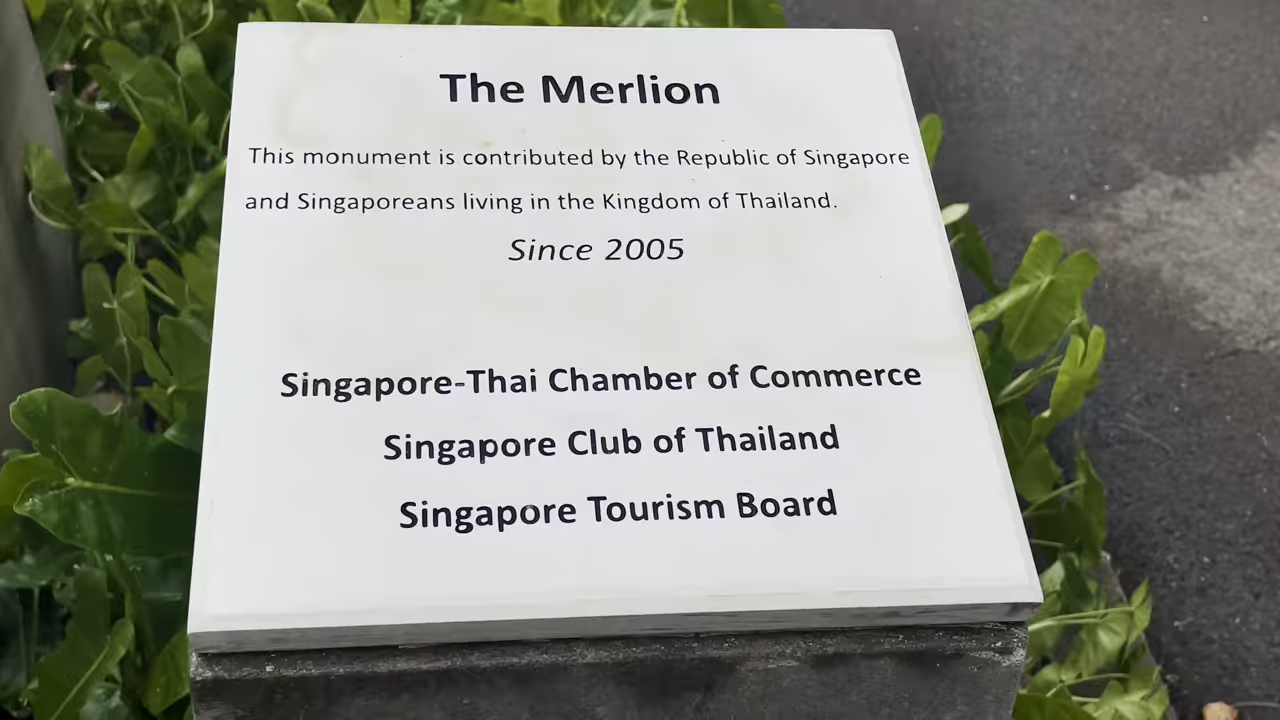 The Merlion
This monument is contributed by the Republic of Singapore
and Singaporeans living in the Kingdom of Thailand.
Since 2005
Singapore-Thai Chamber of Commerce
Singapore Club of Thailand
Singapore Tourism Board